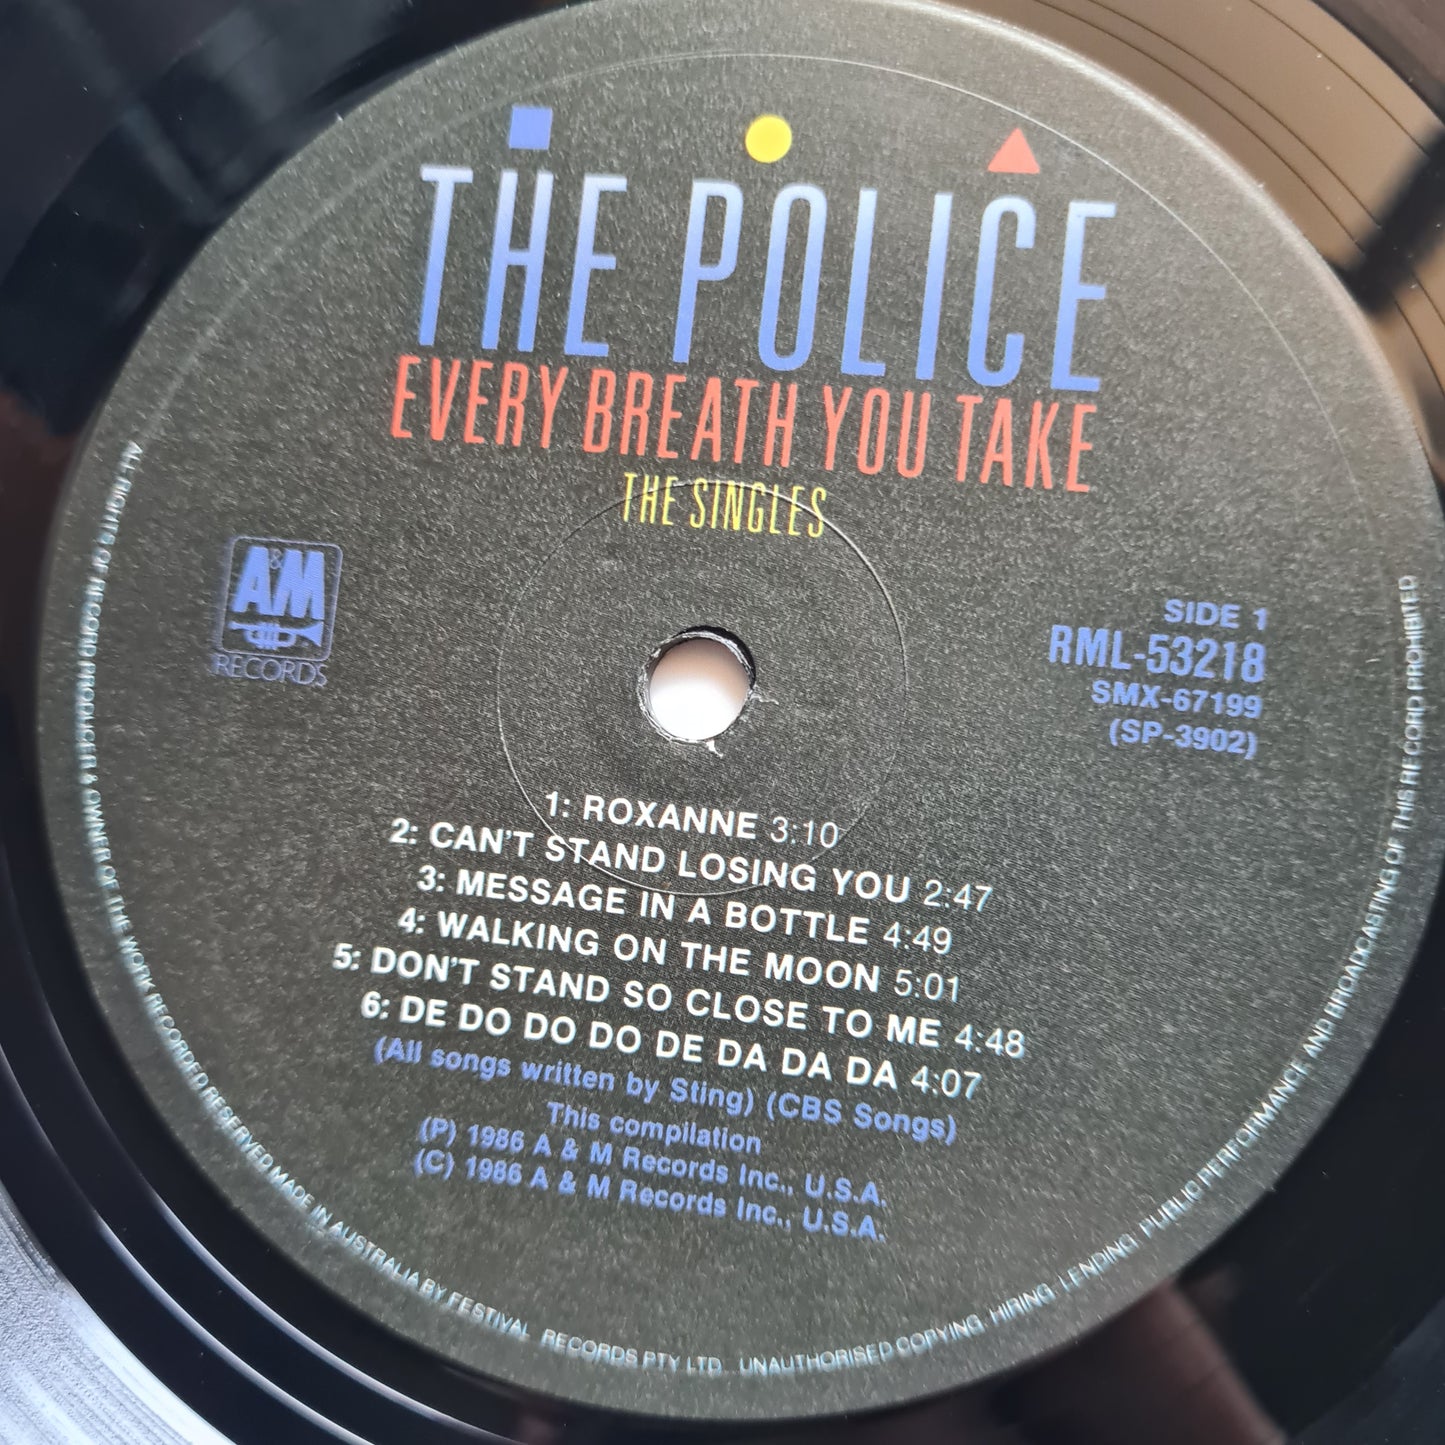 THE POLICE
EVERY BREATH YOU TAKE
THE SINGLES
A&M
RECORDS
SIDE 1
RML-53218
SMX-67199
(SP-3902)
1: ROXANNE 3:10
2: CAN'T STAND LOSING YOU 2:47
3: MESSAGE IN A BOTTLE 4:49
4: WALKING ON THE MOON 5:01
5: DON'T STAND SO CLOSE TO ME 4:48
6: DE DO DO DO DE DA DA DA 4:07
(All songs written by Sting) (CBS Songs)
This compilation
(P) 1986 A & M Records Inc., U.S.A.
(C) 1986 A & M Records Inc., U.S.A.
ALL RIGHTS OF RECORD PRODUCER & OWNER OF THE WORK RECORDED RESERVED MADE IN AUSTRALIA BY FESTIVAL RECORDS PTY LTD. UNAUTHORISED COPYING, HIRING, LENDING, PUBLIC PERFORMANCE AND BROADCASTING OF THIS RECORD PROHIBITED